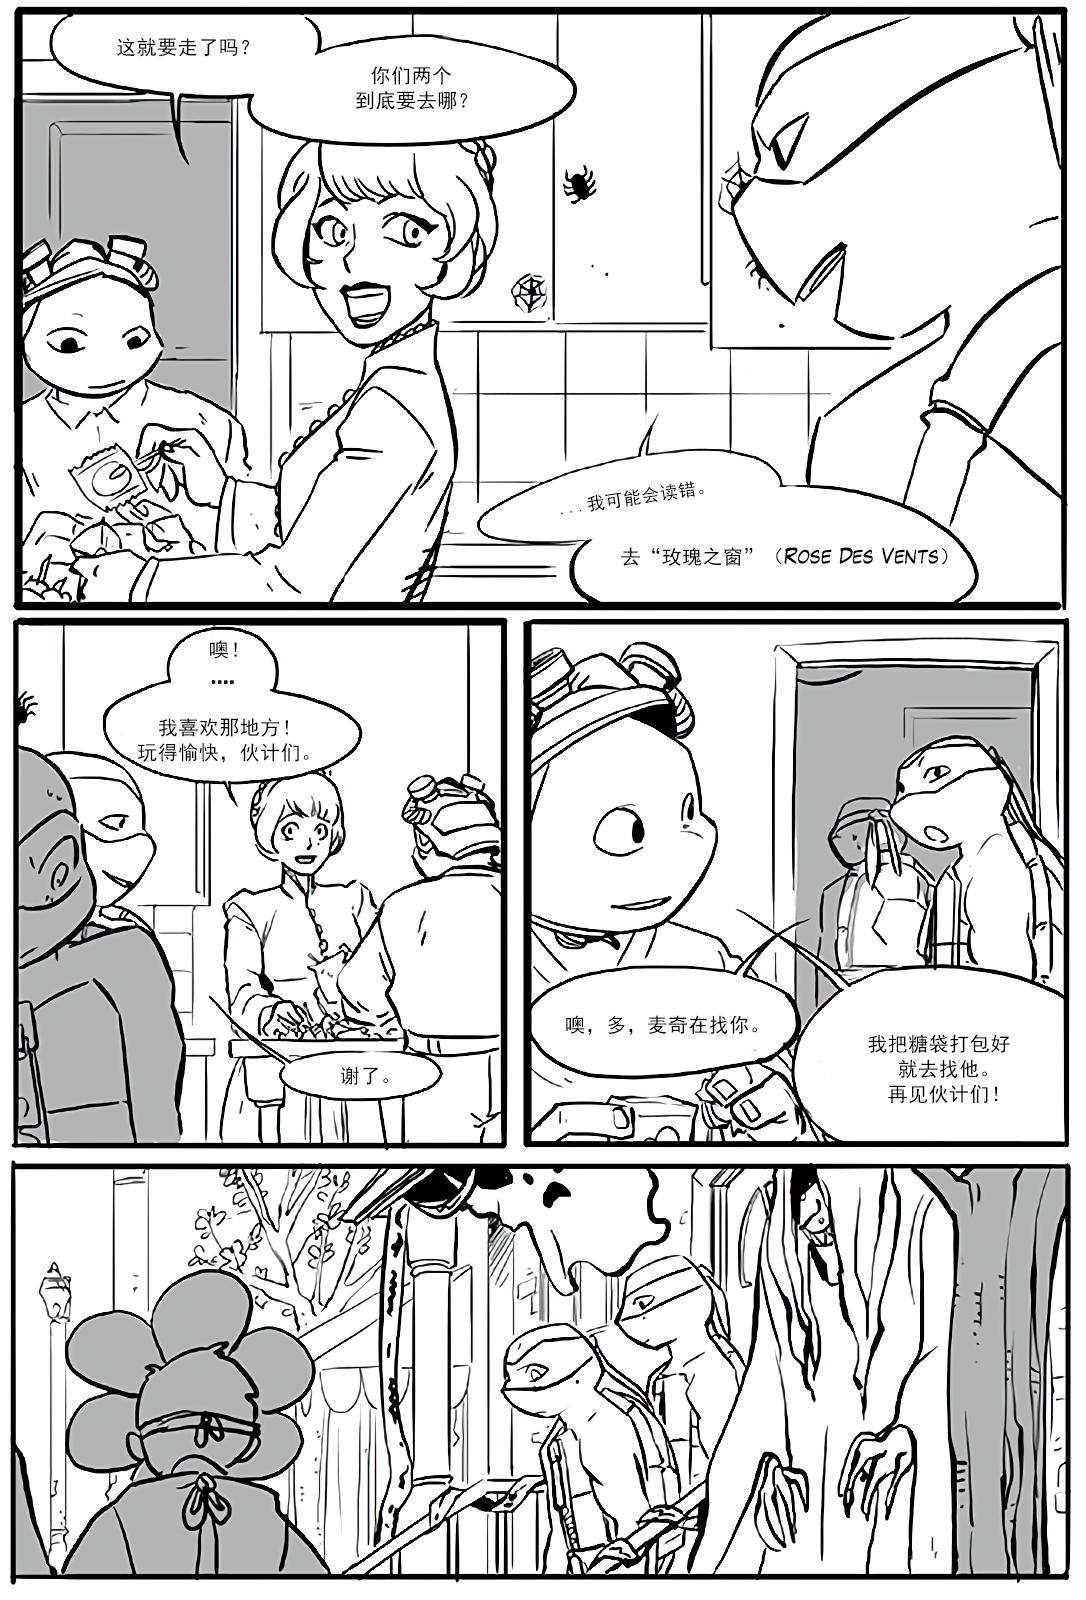 这就要走了吗？
你们两个
到底要去哪？
...我可能会读错。
去“玫瑰之窗”（ROSE DES VENTS）
噢！
.....
我喜欢那地方！
玩得愉快，伙计们。
谢了。
噢，多，麦奇在找你。
我把糖袋打包好
就去找他。
再见伙计们！